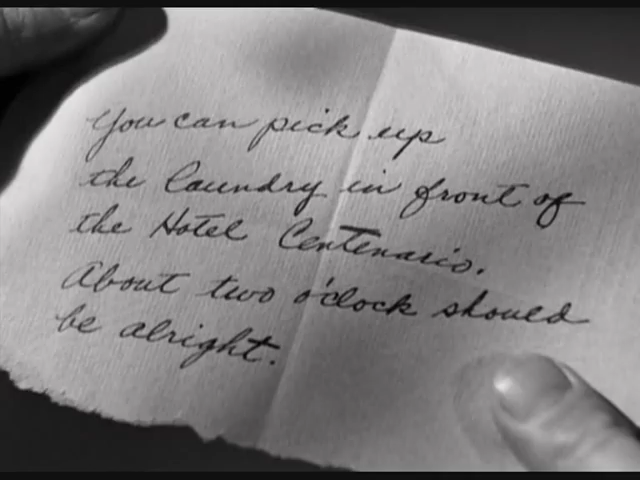 You can pick up
the laundry in front of
the Hotel Centenario.
About two o'clock should
be alright.